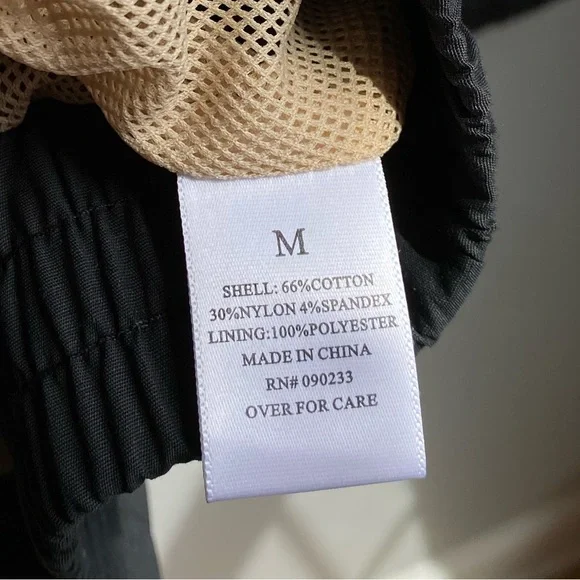 M
SHELL: 66%COTTON
30%NYLON 4%SPANDEX
LINING:100%POLYESTER
MADE IN CHINA
RN# 090233
OVER FOR CARE